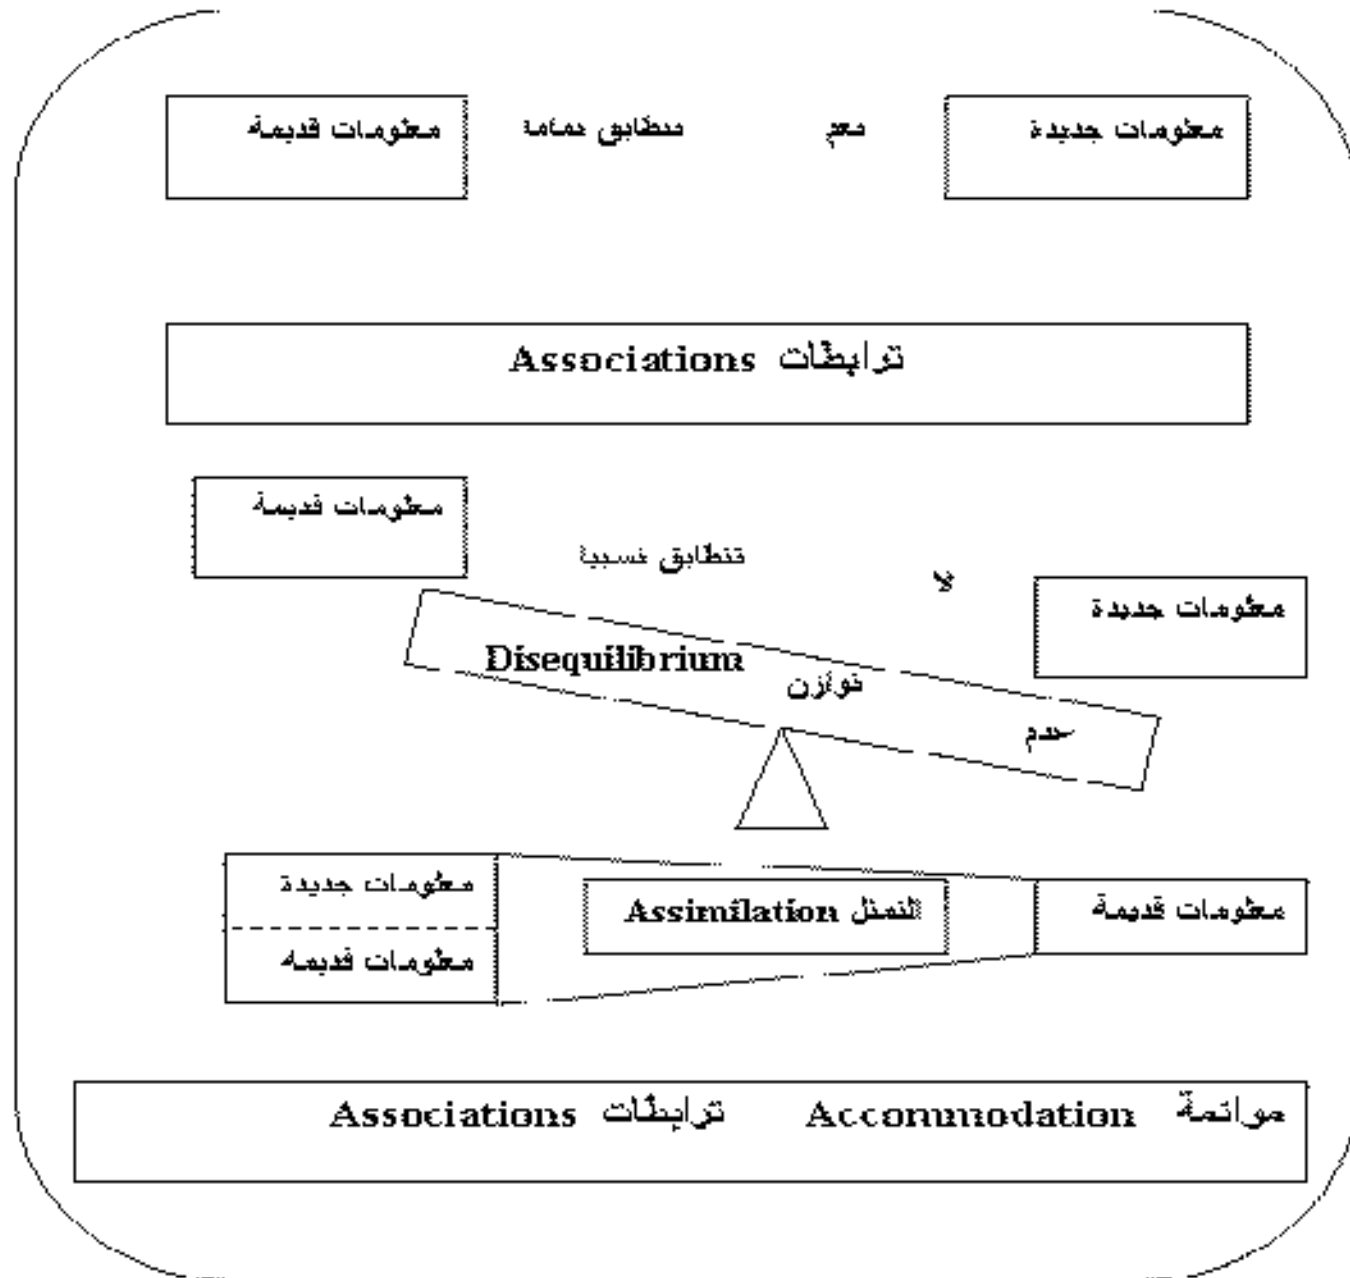 معلومات جديدة نعم تتطابق تماما معلومات قديمة
ترابطات Associations
معلومات قديمة
لا تتطابق نسبيا
معلومات جديدة
عدم توازن Disequilibrium
معلومات قديمة التمثل Assimilation معلومات جديدة
معلومات قديمه
موائمة Accommodation ترابطات Associations